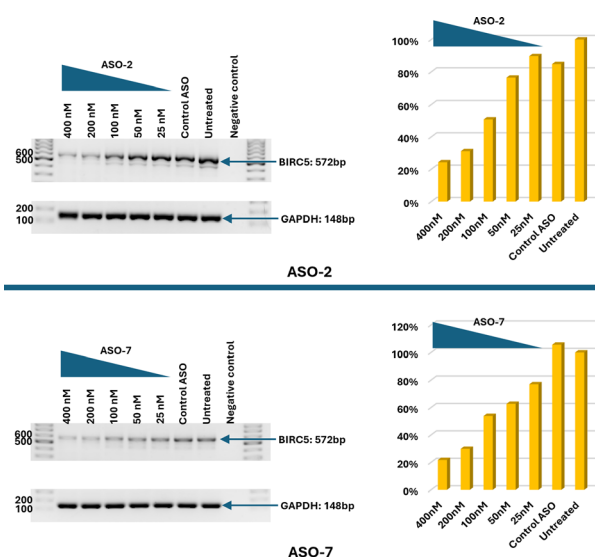 ASO-2
400 nM
200 nM
100 nM
50 nM
25 nM
Control ASO
Untreated
Negative control
600
500
BIRC5: 572bp
200
100
GAPDH: 148bp
ASO-2
100%
80%
60%
40%
20%
0%
400nM
200nM
100nM
50nM
25nM
Control ASO
Untreated
ASO-2
ASO-7
400 nM
200 nM
100 nM
50 nM
25 nM
Control ASO
Untreated
Negative control
600
500
BIRC5: 572bp
200
100
GAPDH: 148bp
ASO-7
120%
100%
80%
60%
40%
20%
0%
400nM
200nM
100nM
50nM
25nM
Control ASO
Untreated
ASO-7